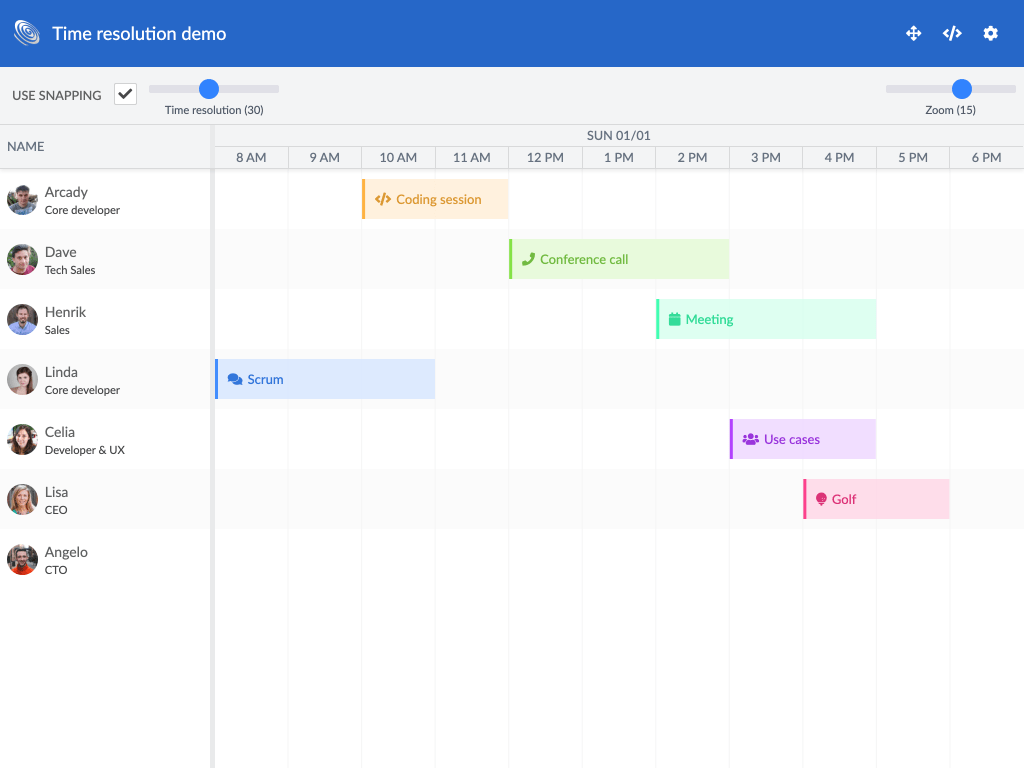 Time resolution demo
USE SNAPPING
Time resolution (30)
Zoom (15)
NAME
SUN 01/01
8 AM 9 AM 10 AM 11 AM 12 PM 1 PM 2 PM 3 PM 4 PM 5 PM 6 PM
Arcady
Core developer
Coding session
Dave
Tech Sales
Conference call
Henrik
Sales
Meeting
Linda
Core developer
Scrum
Celia
Developer & UX
Use cases
Lisa
CEO
Golf
Angelo
CTO